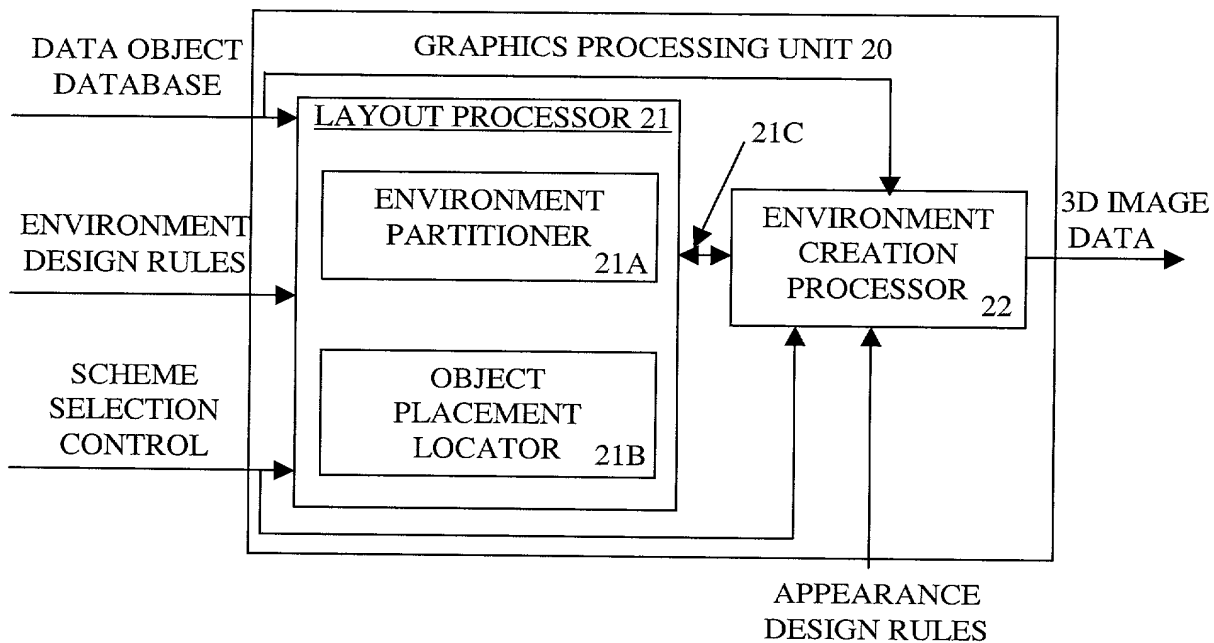 DATA OBJECT
DATABASE
GRAPHICS PROCESSING UNIT 20
LAYOUT PROCESSOR 21
21C
ENVIRONMENT
PARTITIONER
21A
ENVIRONMENT
DESIGN RULES
ENVIRONMENT
CREATION
PROCESSOR
22
3D IMAGE
DATA
SCHEME
SELECTION
CONTROL
OBJECT
PLACEMENT
LOCATOR
21B
APPEARANCE
DESIGN RULES